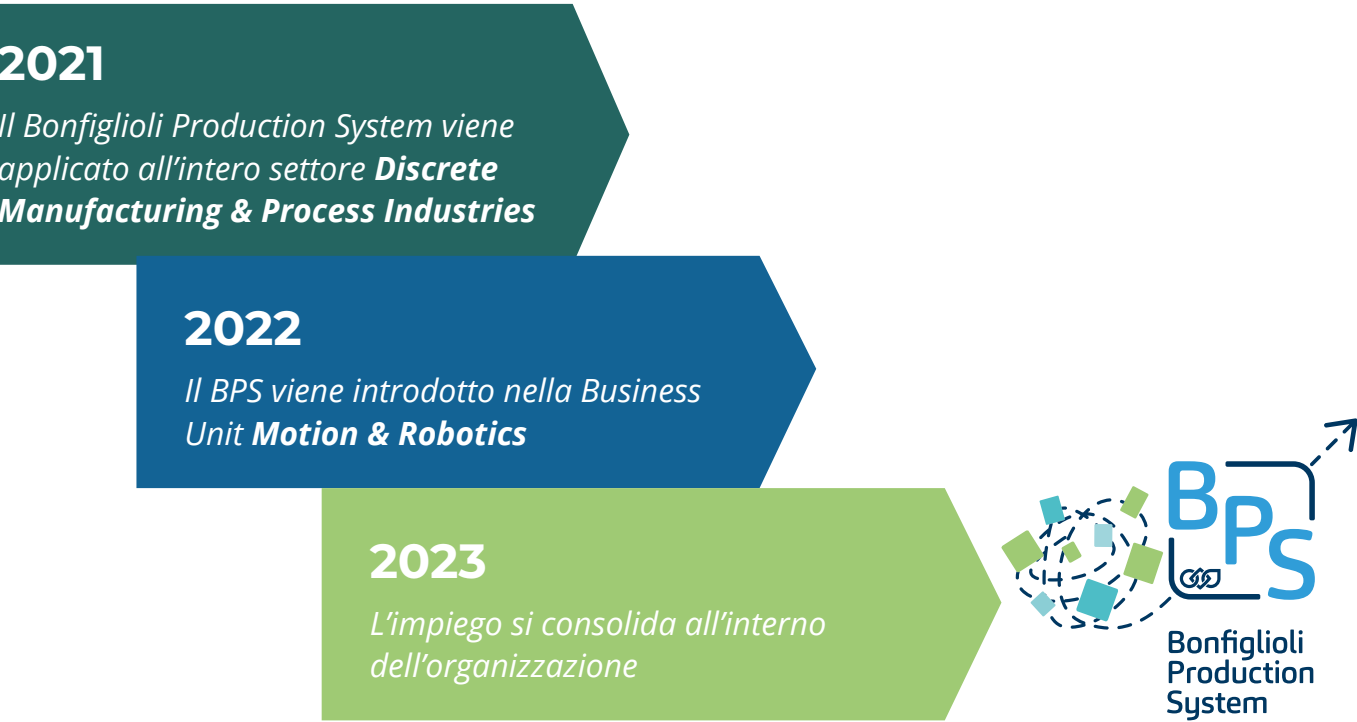 2021
Il Bonfiglioli Production System viene
applicato all’intero settore Discrete
Manufacturing & Process Industries
2022
Il BPS viene introdotto nella Business
Unit Motion & Robotics
2023
L’impiego si consolida all’interno
dell’organizzazione
BPS
Bonfiglioli
Production
System